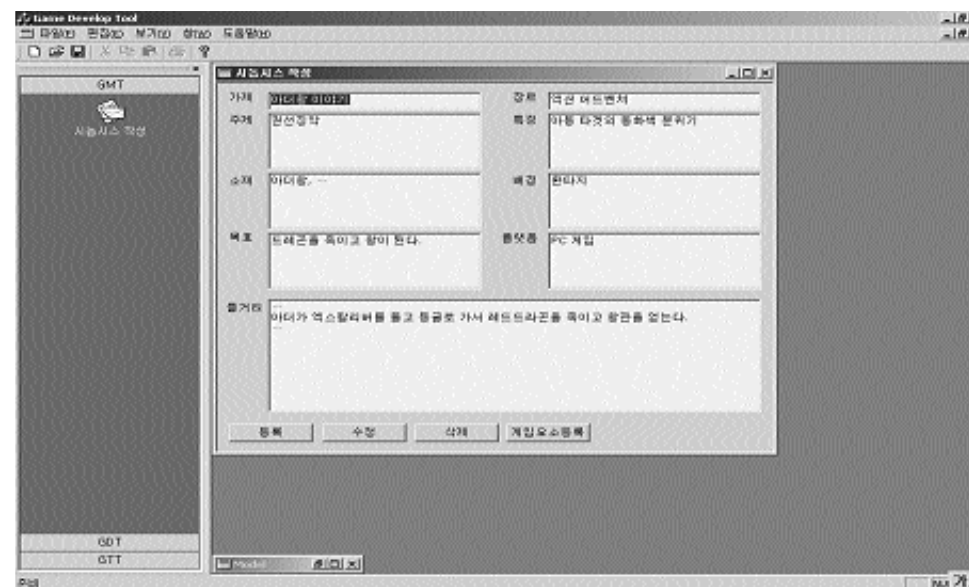 Game Develop Tool
파일(F) 편집(E) 보기(V) 창(W) 도움말(H)
GMT
시놉시스 작성
시놉시스 작성
가제 아더왕 이야기 장르 액션 어드벤쳐
주제 권선징악 특징 아동 타겟의 동화적 분위기
소재 아더왕, ... 배경 판타지
목표 드래곤을 죽이고 왕이 된다. 플랫폼 PC 게임
줄거리 ...
아더가 엑스칼리버를 들고 동굴로 가서 레드드라곤을 죽이고 왕관을 얻는다.
...
등록 수정 삭제 게임요소등록
GDT
GTT
Model
준비 NUM